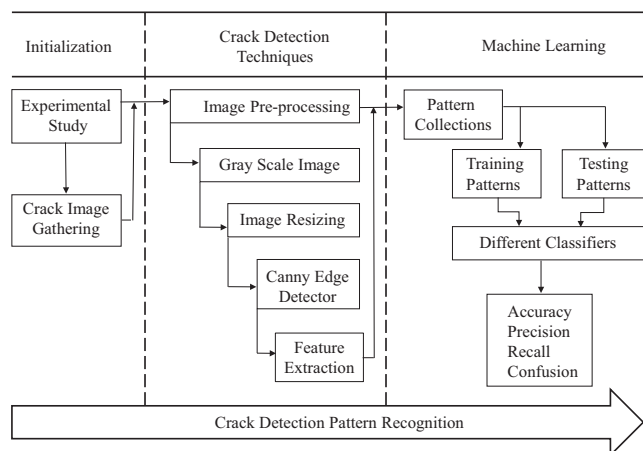 Initialization
Crack Detection
Techniques
Machine Learning
Experimental
Study
Crack Image
Gathering
Image Pre-processing
Gray Scale Image
Image Resizing
Canny Edge
Detector
Feature
Extraction
Pattern
Collections
Training
Patterns
Testing
Patterns
Different Classifiers
Accuracy
Precision
Recall
Confusion
Crack Detection Pattern Recognition